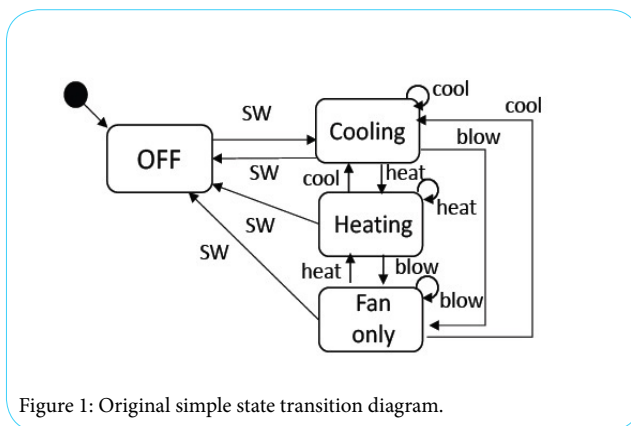 cool
SW
cool
Cooling
blow
OFF
SW
cool
heat
Heating
heat
SW
SW
heat
blow
Fan
only
blow
Figure 1: Original simple state transition diagram.